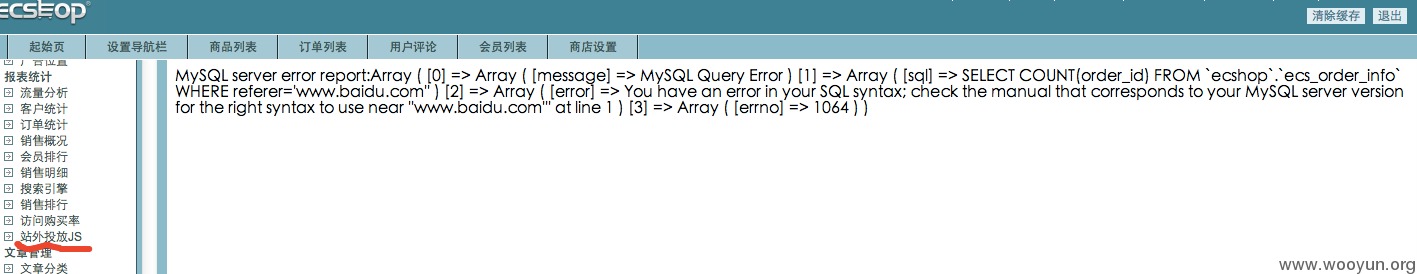 ECSHOP
清除缓存 退出
起始页 设置导航栏 商品列表 订单列表 用户评论 会员列表 商店设置
广告位置
报表统计
流量分析
客户统计
订单统计
销售概况
会员排行
销售明细
搜索引擎
销售排行
访问购买率
站外投放JS
文章管理
文章分类
MySQL server error report:Array ( [0] => Array ( [message] => MySQL Query Error ) [1] => Array ( [sql] => SELECT COUNT(order_id) FROM `ecshop`.`ecs_order_info`
WHERE referer='www.baidu.com'' ) [2] => Array ( [error] => You have an error in your SQL syntax; check the manual that corresponds to your MySQL server version
for the right syntax to use near ''www.baidu.com''' at line 1 ) [3] => Array ( [errno] => 1064 ) )
www.wooyun.org